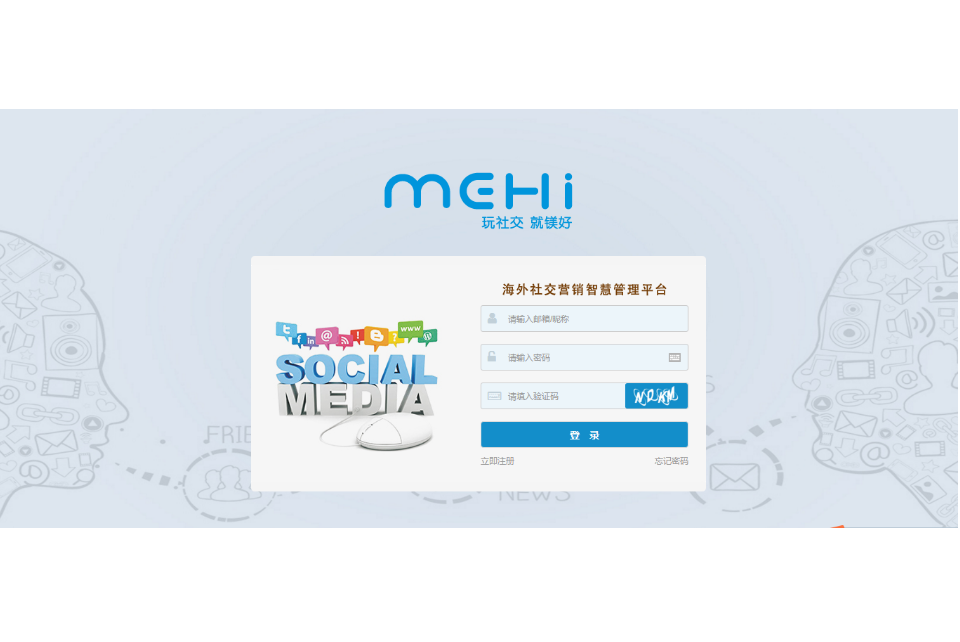 MEHi
玩社交 就镁好
海外社交营销智慧管理平台
请输入邮箱/昵称
请输入密码
请填入验证码
登 录
立即注册
忘记密码
www
SOCIAL
MEDIA
FRIE
NEWS